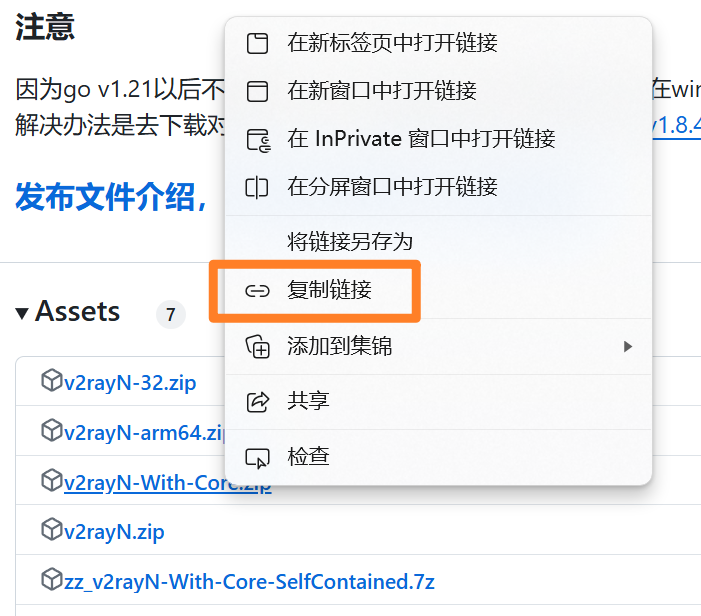 注意
因为go v1.21以后不
在win
解决办法是去下载对
v1.8.4
发布文件介绍，
在新标签页中打开链接
在新窗口中打开链接
在 InPrivate 窗口中打开链接
在分屏窗口中打开链接
将链接另存为
复制链接
添加到集锦
共享
检查
Assets 7
v2rayN-32.zip
v2rayN-arm64.zip
v2rayN-With-Core.zip
v2rayN.zip
zz_v2rayN-With-Core-SelfContained.7z